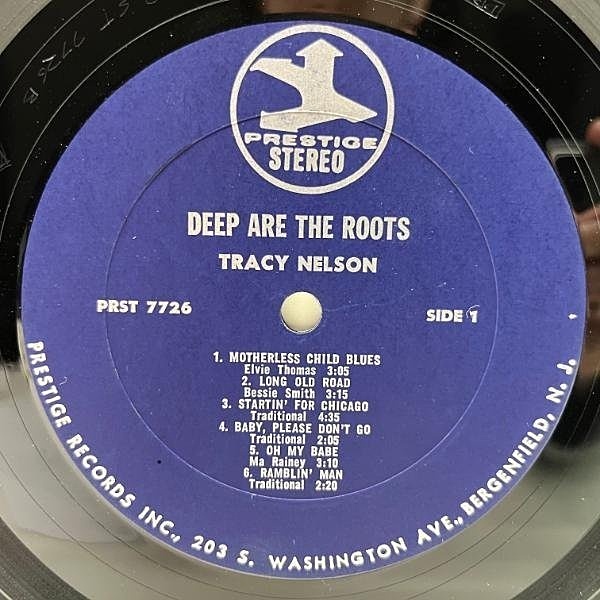 PRESTIGE
STEREO
DEEP ARE THE ROOTS
TRACY NELSON
PRST 7726
SIDE 1
1. MOTHERLESS CHILD BLUES
Elvie Thomas 3:05
2. LONG OLD ROAD
Bessie Smith 3:15
3. STARTIN' FOR CHICAGO
Traditional 4:35
4. BABY, PLEASE DON'T GO
Traditional 2:05
5. OH MY BABE
Ma Rainey 3:10
6. RAMBLIN' MAN
Traditional 2:20
PRESTIGE RECORDS INC., 203 S. WASHINGTON AVE., BERGENFIELD, N. J.